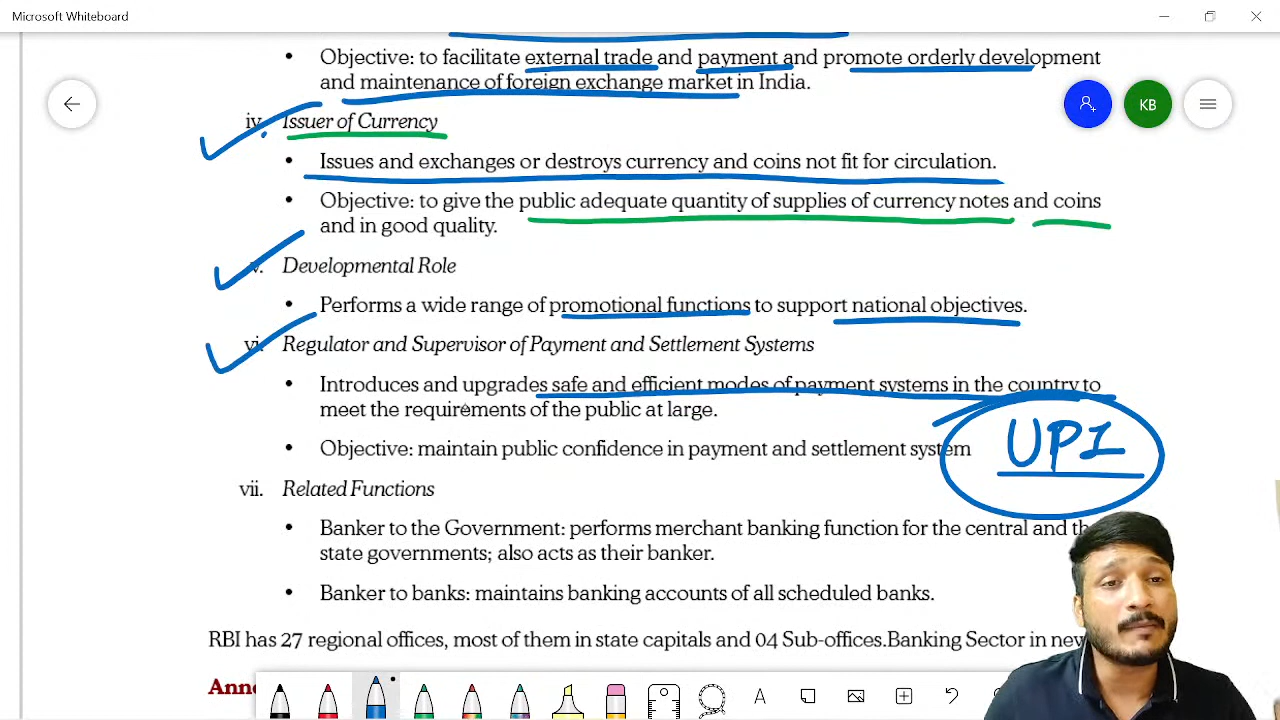 Microsoft Whiteboard
• Objective: to facilitate external trade and payment and promote orderly development
and maintenance of foreign exchange market in India.
KB
iv. Issuer of Currency
• Issues and exchanges or destroys currency and coins not fit for circulation.
• Objective: to give the public adequate quantity of supplies of currency notes and coins
and in good quality.
v. Developmental Role
• Performs a wide range of promotional functions to support national objectives.
vi. Regulator and Supervisor of Payment and Settlement Systems
• Introduces and upgrades safe and efficient modes of payment systems in the country to
meet the requirements of the public at large.
UPI
• Objective: maintain public confidence in payment and settlement system
vii. Related Functions
• Banker to the Government: performs merchant banking function for the central and
state governments; also acts as their banker.
• Banker to banks: maintains banking accounts of all scheduled banks.
RBI has 27 regional offices, most of them in state capitals and 04 Sub-offices.Banking Sector in
A